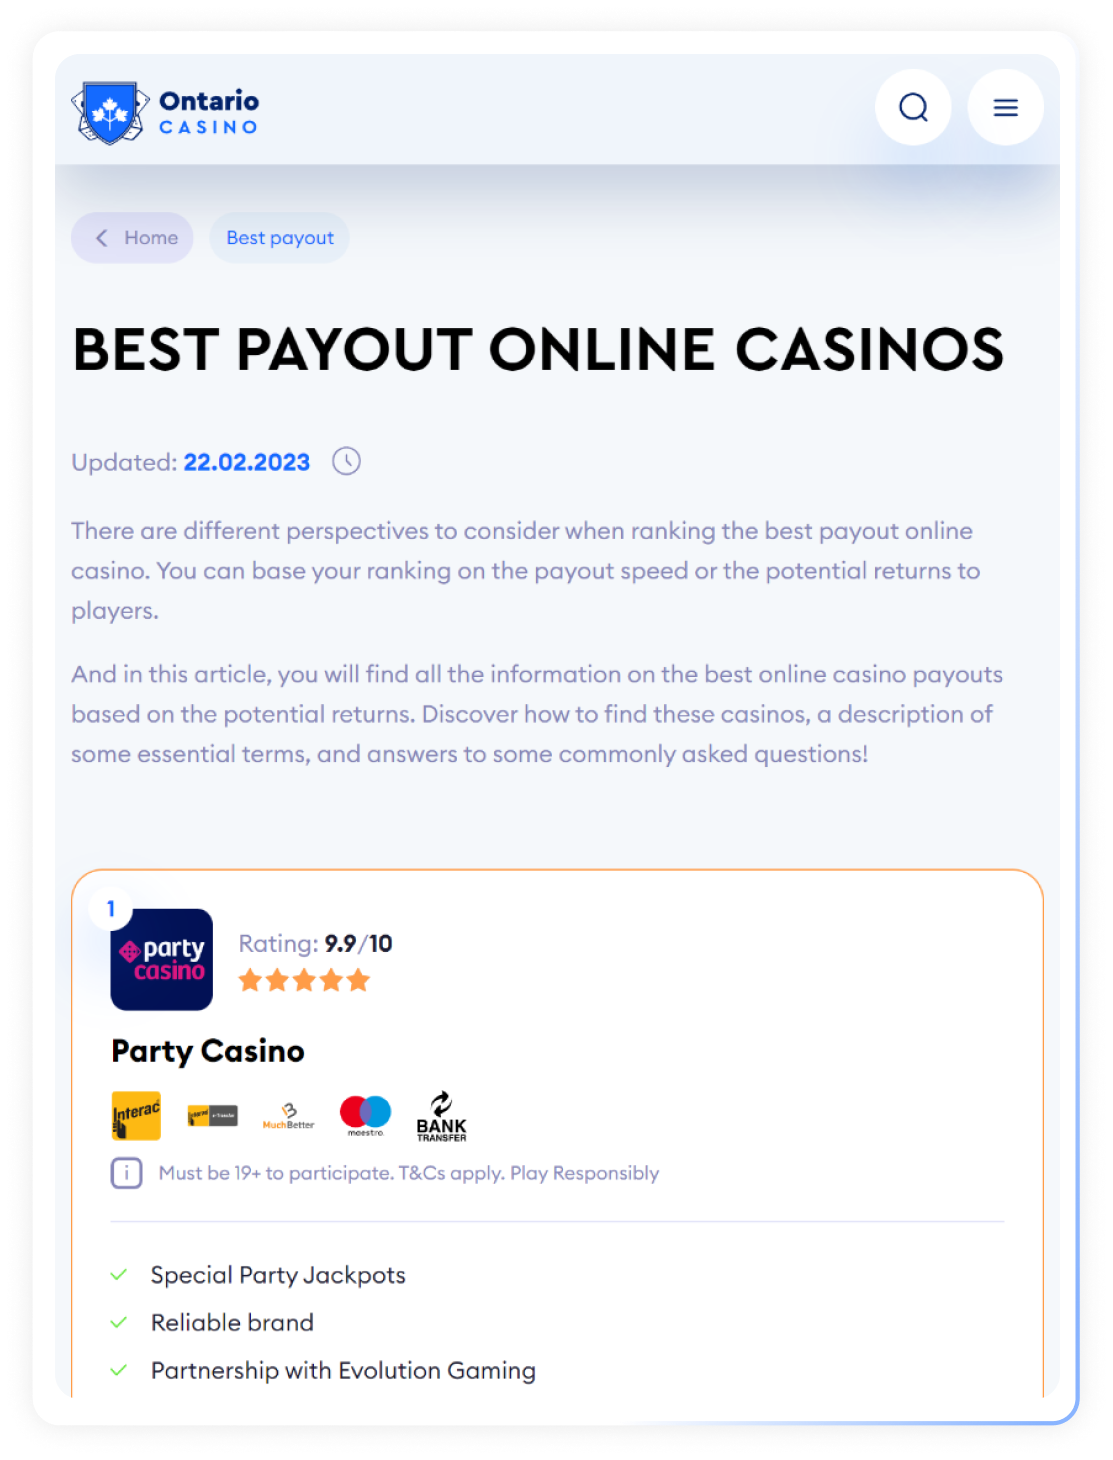 Ontario
CASINO
Home
Best payout
BEST PAYOUT ONLINE CASINOS
Updated: 22.02.2023
There are different perspectives to consider when ranking the best payout online
casino. You can base your ranking on the payout speed or the potential returns to
players.
And in this article, you will find all the information on the best online casino payouts
based on the potential returns. Discover how to find these casinos, a description of
some essential terms, and answers to some commonly asked questions!
1
party
casino
Rating: 9.9/10
Party Casino
Interac
Interac e-Transfer
MuchBetter
maestro.
BANK
TRANSFER
Must be 19+ to participate. T&Cs apply. Play Responsibly
Special Party Jackpots
Reliable brand
Partnership with Evolution Gaming